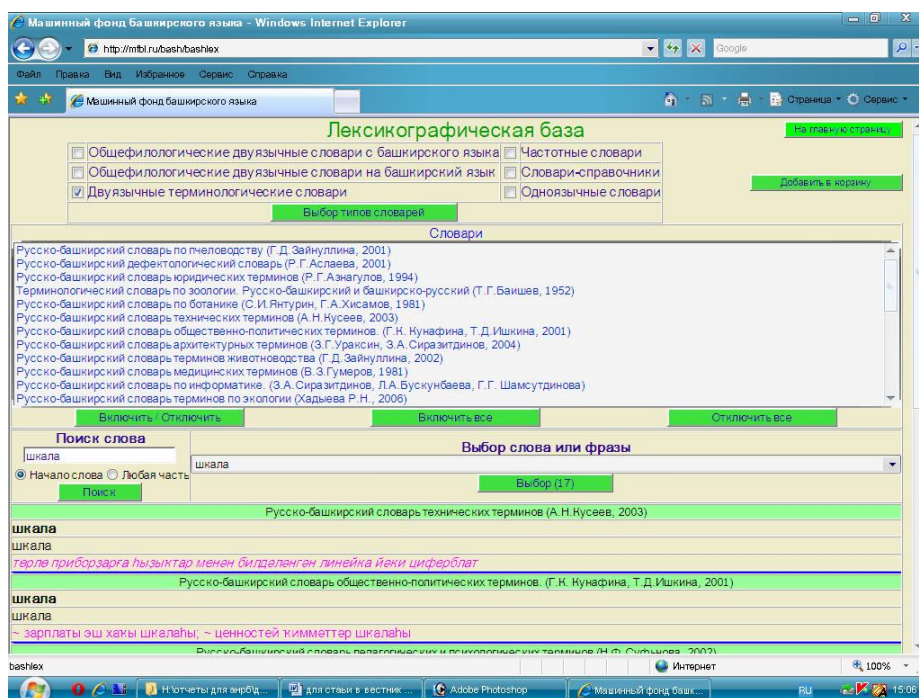 Машинный фонд башкирского языка - Windows Internet Explorer
http://mfbl.ru/bash/bashlex
Google
Файл Правка Вид Избранное Сервис Справка
Машинный фонд башкирского языка
Страница Сервис
Лексикографическая база
На главную страницу
Общефилологические двуязычные словари с башкирского языка Частотные словари
Общефилологические двуязычные словари на башкирский язык Словари-справочники
Двуязычные терминологические словари Одноязычные словари
Добавить в корзину
Выбор типов словарей
Словари
Русско-башкирский словарь по пчеловодству (Г.Д.Зайнуллина, 2001)
Русско-башкирский дефектологический словарь (Р.Г.Аслаева, 2001)
Русско-башкирский словарь юридических терминов (Р.Г.Азнагулов, 1994)
Терминологический словарь по зоологии. Русско-башкирский и башкирско-русский (Т.Г.Баишев, 1952)
Русско-башкирский словарь по ботанике (С.И.Янтурин, Г.А.Хисамов, 1981)
Русско-башкирский словарь технических терминов (А.Н.Кусеев, 2003)
Русско-башкирский словарь общественно-политических терминов. (Г.К. Кунафина, Т.Д.Ишкина, 2001)
Русско-башкирский словарь архитектурных терминов (З.Г.Ураксин, З.А.Сиразитдинов, 2004)
Русско-башкирский словарь терминов животноводства (Г.Д.Зайнуллина, 2002)
Русско-башкирский словарь медицинских терминов (В.З.Гумеров, 1981)
Русско-башкирский словарь по информатике. (З.А.Сиразитдинов, Л.А.Бускунбаева, Г.Г. Шамсутдинова)
Русско-башкирский словарь терминов по экологии (Хадыева Р.Н., 2006)
Включить / Отключить Включить все Отключить все
Поиск слова
шкала
Начало слова Любая часть
Поиск
Выбор слова или фразы
шкала
Выбор (17)
Русско-башкирский словарь технических терминов (А.Н.Кусеев, 2003)
шкала
шкала
төрлө приборҙарға һыҙыҡтар менән билдәләнгән линейка йәки циферблат
Русско-башкирский словарь общественно-политических терминов. (Г.К. Кунафина, Т.Д.Ишкина, 2001)
шкала
шкала
~ зарплаты эш хаҡы шкалаһы; ~ ценностей ҡиммәттәр шкалаһы
Русско-башкирский словарь педагогических и психологических терминов (Н.Ф. Суфьянова, 2002)
bashlex
Интернет
100%
H:\отчеты для анрб\д...
для стаьи в вестник ...
Adobe Photoshop
Машинный фонд башк...
RU
15:06